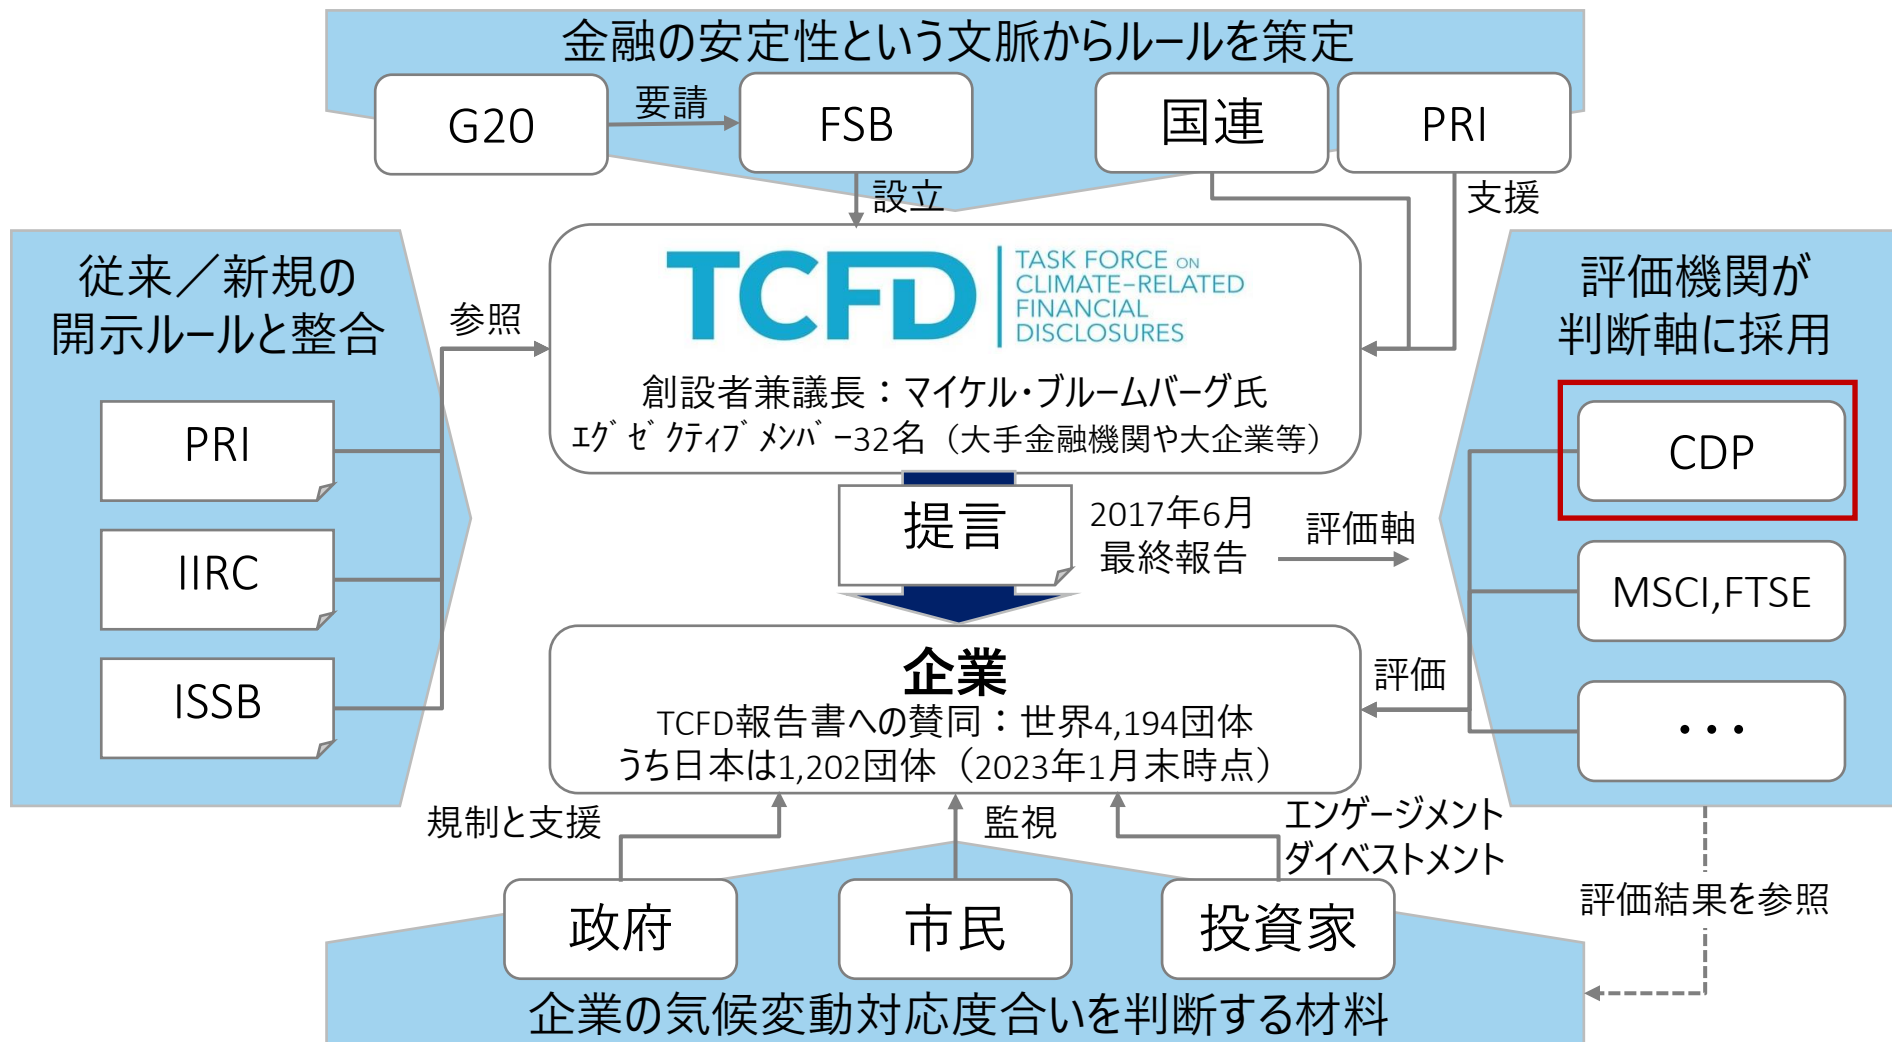 金融の安定性という文脈からルールを策定
G20
要請
FSB
国連
PRI
設立
支援
従来／新規の
開示ルールと整合
参照
TCFD
TASK FORCE ON
CLIMATE-RELATED
FINANCIAL
DISCLOSURES
創設者兼議長：マイケル・ブルームバーグ氏
ｴｸﾞｾﾞｸﾃｨﾌﾞﾒﾝﾊﾞｰ32名（大手金融機関や大企業等）
評価機関が
判断軸に採用
PRI
IIRC
ISSB
提言
2017年6月
最終報告
評価軸
CDP
MSCI,FTSE
・・・
評価
企業
TCFD報告書への賛同：世界4,194団体
うち日本は1,202団体（2023年1月末時点）
規制と支援
監視
エンゲージメント
ダイベストメント
政府
市民
投資家
評価結果を参照
企業の気候変動対応度合いを判断する材料